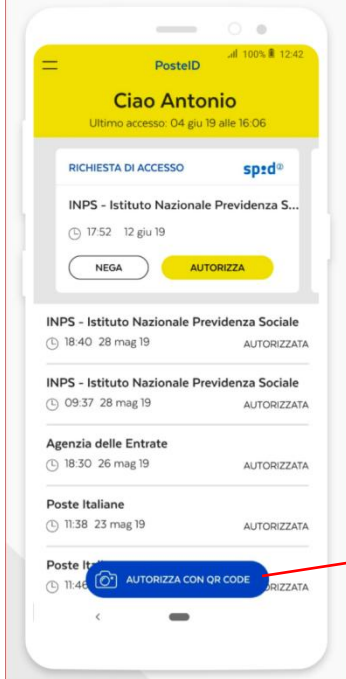 100% 12:42
PosteID
Ciao Antonio
Ultimo accesso: 04 giu 19 alle 16:06
RICHIESTA DI ACCESSO
spid
INPS - Istituto Nazionale Previdenza S...
17:52 12 giu 19
NEGA
AUTORIZZA
INPS - Istituto Nazionale Previdenza Sociale
18:40 28 mag 19 AUTORIZZATA
INPS - Istituto Nazionale Previdenza Sociale
09:37 28 mag 19 AUTORIZZATA
Agenzia delle Entrate
18:30 26 mag 19 AUTORIZZATA
Poste Italiane
11:38 23 mag 19 AUTORIZZATA
Poste
11:46
AUTORIZZA CON QR CODE